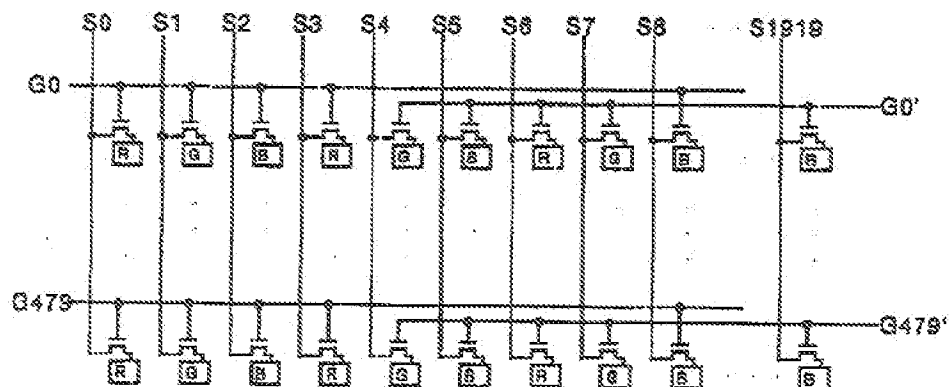 S0 S1 S2 S3 S4 S5 S6 S7 S8 S1919
G0
G0'
R G B R G B R G B B
G479
G479'
R G B R G B R G B B